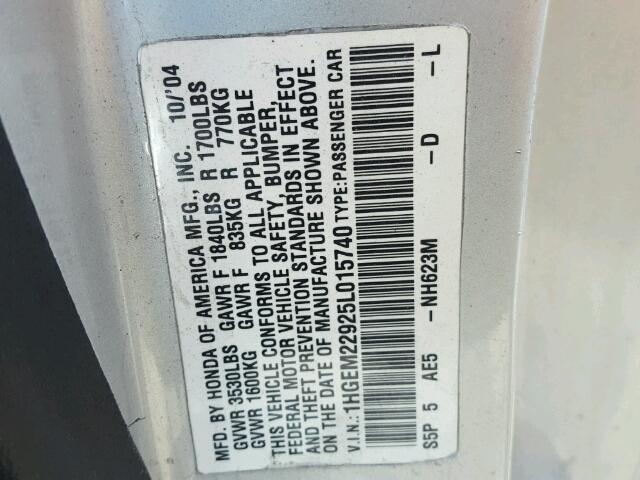 MFD. BY HONDA OF AMERICA MFG., INC. 10/'04
GVWR 3530LBS GAWR F 1840LBS R 1700LBS
GVWR 1600KG GAWR F 835KG R 770KG
THIS VEHICLE CONFORMS TO ALL APPLICABLE
FEDERAL MOTOR VEHICLE SAFETY, BUMPER,
AND THEFT PREVENTION STANDARDS IN EFFECT
ON THE DATE OF MANUFACTURE SHOWN ABOVE.
V.I.N.: 1HGEM22925L015740 TYPE:PASSENGER CAR
S5P 5 AE5 –NH623M –D –L